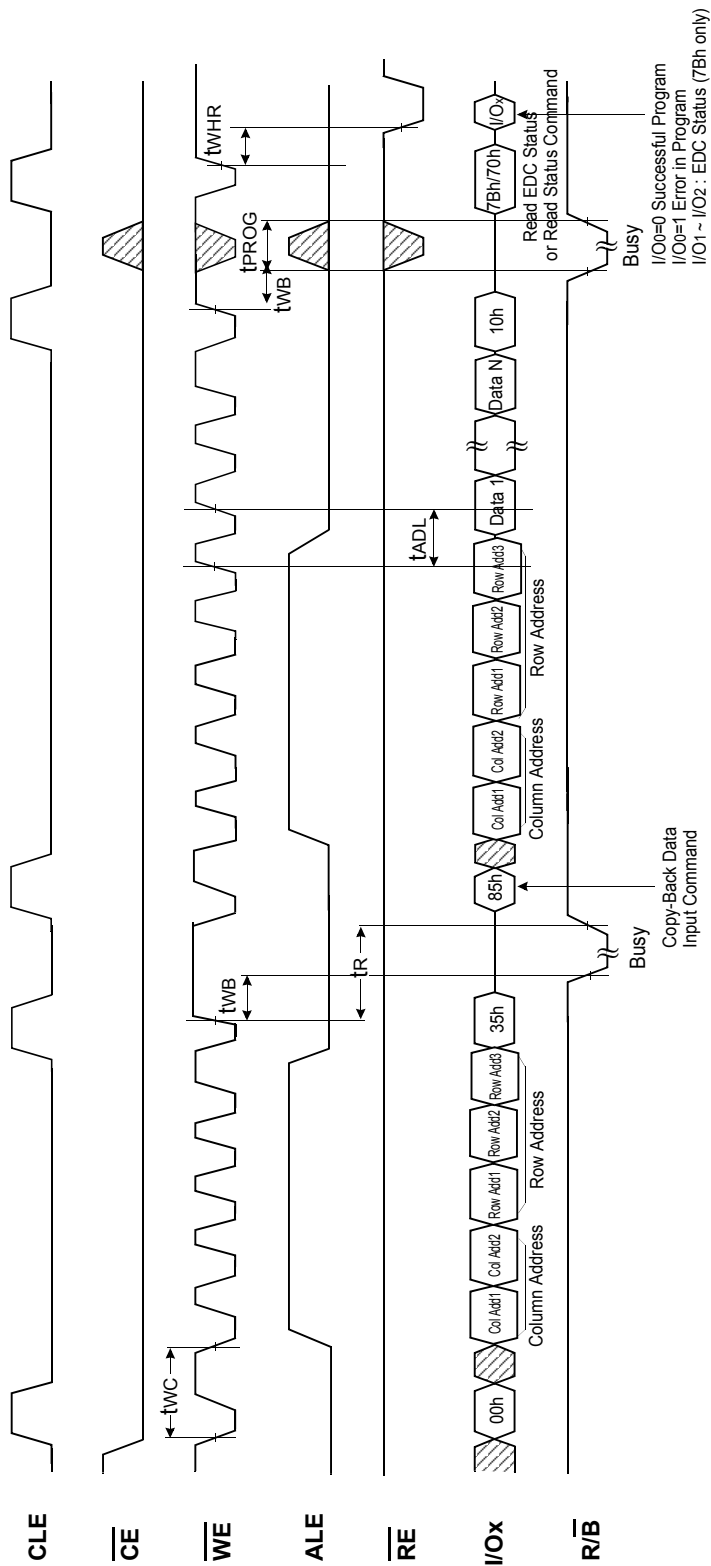 CLE
CE
WE
tWC
tWB
tWB
tPROG
tWHR
ALE
tR
tADL
RE
I/Ox
00h
Col Add1
Col Add2
Row Add1
Row Add2
Row Add3
35h
85h
Col Add1
Col Add2
Row Add1
Row Add2
Row Add3
Data 1
Data N
10h
7Bh/70h
I/Ox
Column Address
Row Address
Column Address
Row Address
Read EDC Status
or Read Status Command
R/B
Busy
Busy
Copy-Back Data
Input Command
I/O0=0 Successful Program
I/O0=1 Error in Program
I/O1 ~ I/O2 : EDC Status (7Bh only)